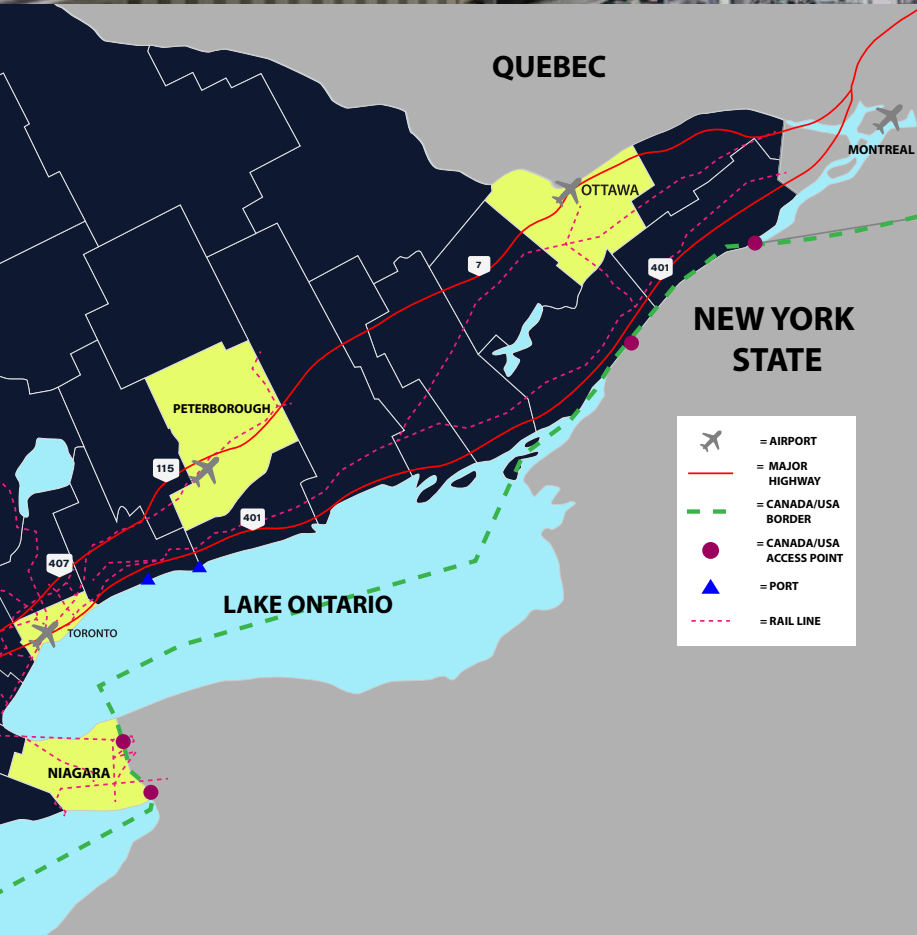 QUEBEC
MONTREAL
OTTAWA
7
401
NEW YORK
STATE
PETERBOROUGH
115
401
407
TORONTO
LAKE ONTARIO
NIAGARA
= AIRPORT
= MAJOR
HIGHWAY
= CANADA/USA
BORDER
= CANADA/USA
ACCESS POINT
= PORT
= RAIL LINE